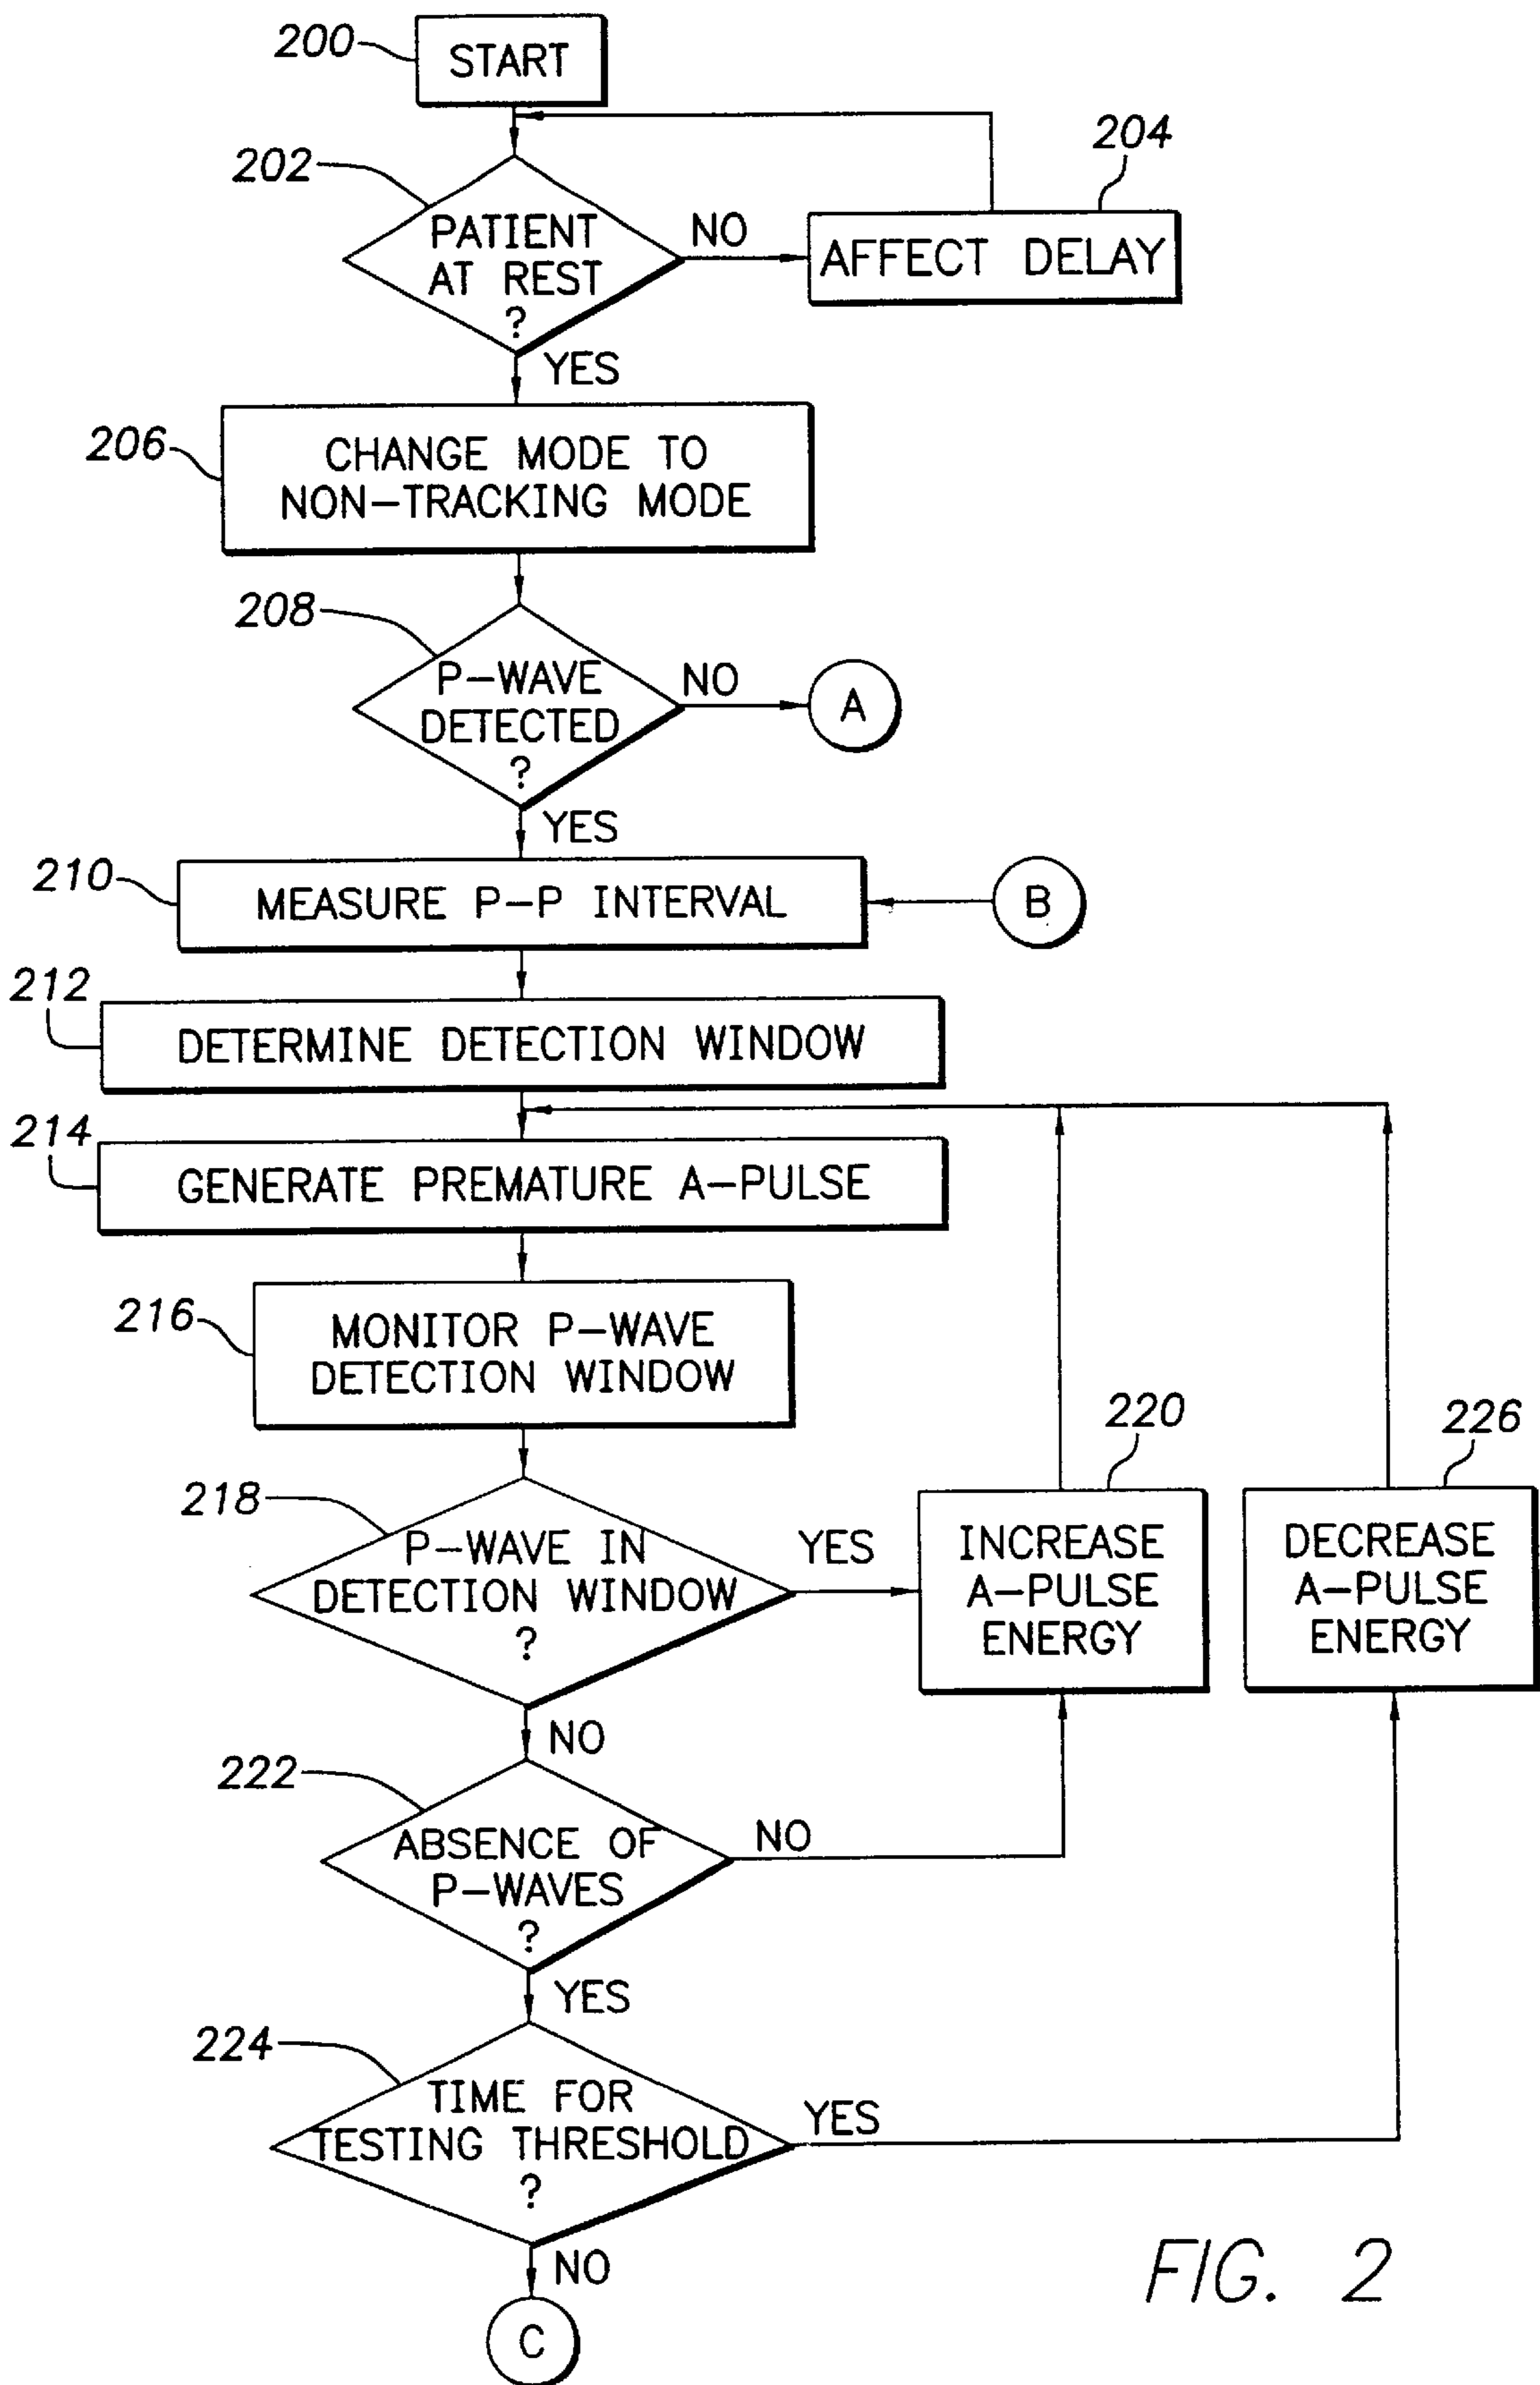 200
START
202
204
PATIENT
AT REST
?
NO
AFFECT DELAY
YES
206
CHANGE MODE TO
NON-TRACKING MODE
208
P-WAVE
DETECTED
?
NO
A
YES
210
MEASURE P-P INTERVAL
B
212
DETERMINE DETECTION WINDOW
214
GENERATE PREMATURE A-PULSE
216
MONITOR P-WAVE
DETECTION WINDOW
218
P-WAVE IN
DETECTION WINDOW
?
YES
220
INCREASE
A-PULSE
ENERGY
226
DECREASE
A-PULSE
ENERGY
NO
222
ABSENCE OF
P-WAVES
?
NO
YES
224
TIME FOR
TESTING THRESHOLD
?
YES
NO
C
FIG. 2